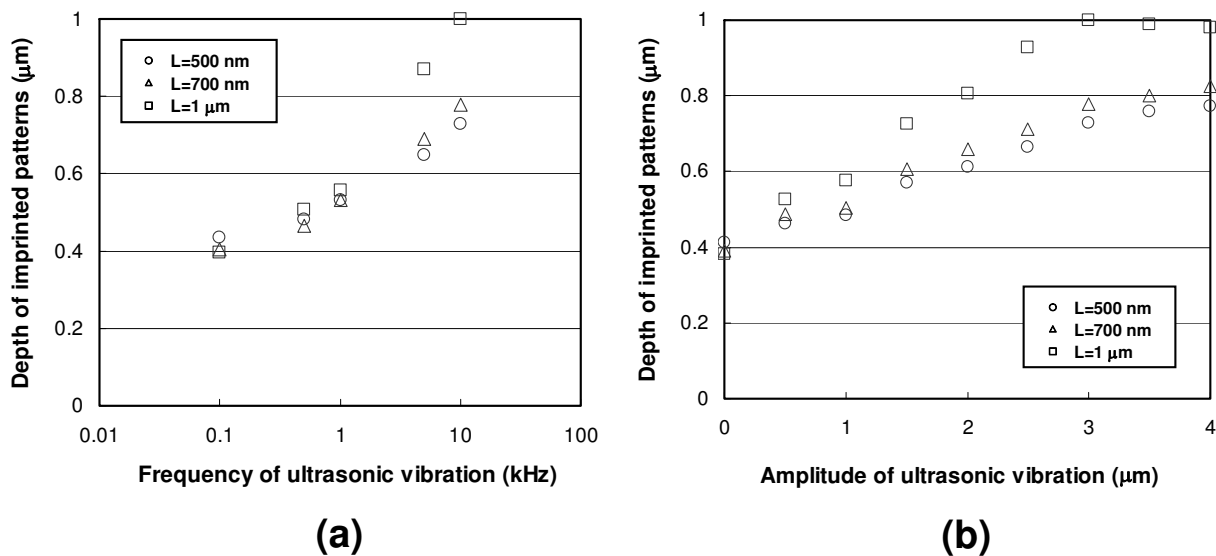 Depth of imprinted patterns (μm)
1
0.8
0.6
0.4
0.2
0
L=500 nm
L=700 nm
L=1 μm
0.01 0.1 1 10 100
Frequency of ultrasonic vibration (kHz)
(a)
Depth of imprinted patterns (μm)
1
0.8
0.6
0.4
0.2
0
L=500 nm
L=700 nm
L=1 μm
0 1 2 3 4
Amplitude of ultrasonic vibration (μm)
(b)